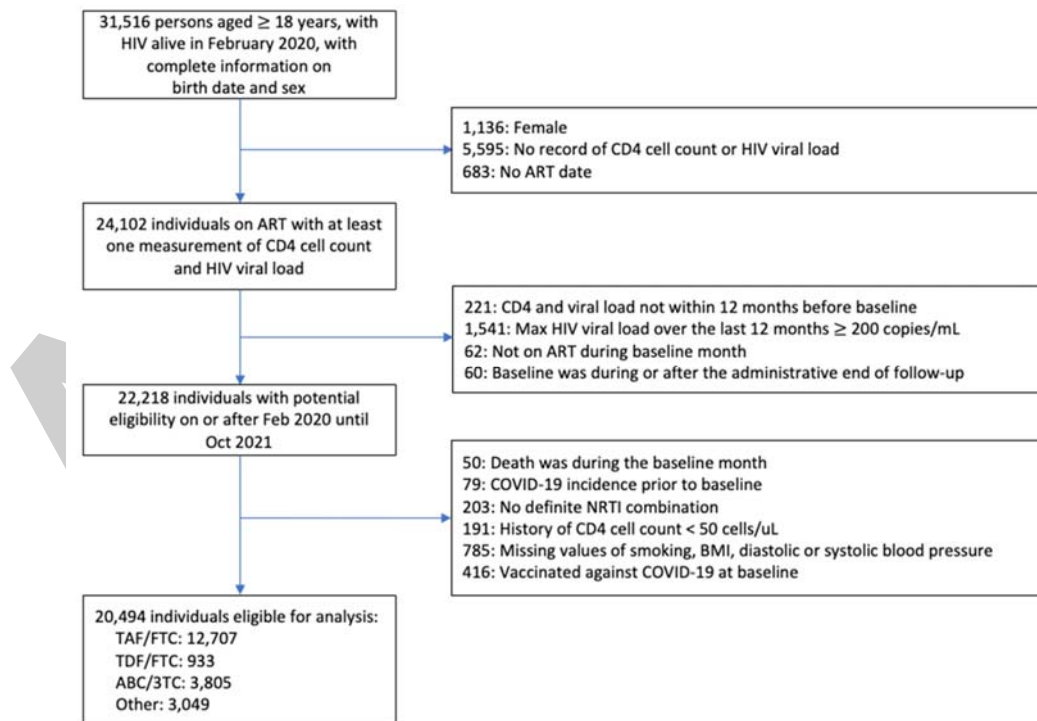 31,516 persons aged ≥ 18 years, with
HIV alive in February 2020, with
complete information on
birth date and sex
1,136: Female
5,595: No record of CD4 cell count or HIV viral load
683: No ART date
24,102 individuals on ART with at least
one measurement of CD4 cell count
and HIV viral load
221: CD4 and viral load not within 12 months before baseline
1,541: Max HIV viral load over the last 12 months ≥ 200 copies/mL
62: Not on ART during baseline month
60: Baseline was during or after the administrative end of follow-up
22,218 individuals with potential
eligibility on or after Feb 2020 until
Oct 2021
50: Death was during the baseline month
79: COVID-19 incidence prior to baseline
203: No definite NRTI combination
191: History of CD4 cell count < 50 cells/uL
785: Missing values of smoking, BMI, diastolic or systolic blood pressure
416: Vaccinated against COVID-19 at baseline
20,494 individuals eligible for analysis:
TAF/FTC: 12,707
TDF/FTC: 933
ABC/3TC: 3,805
Other: 3,049